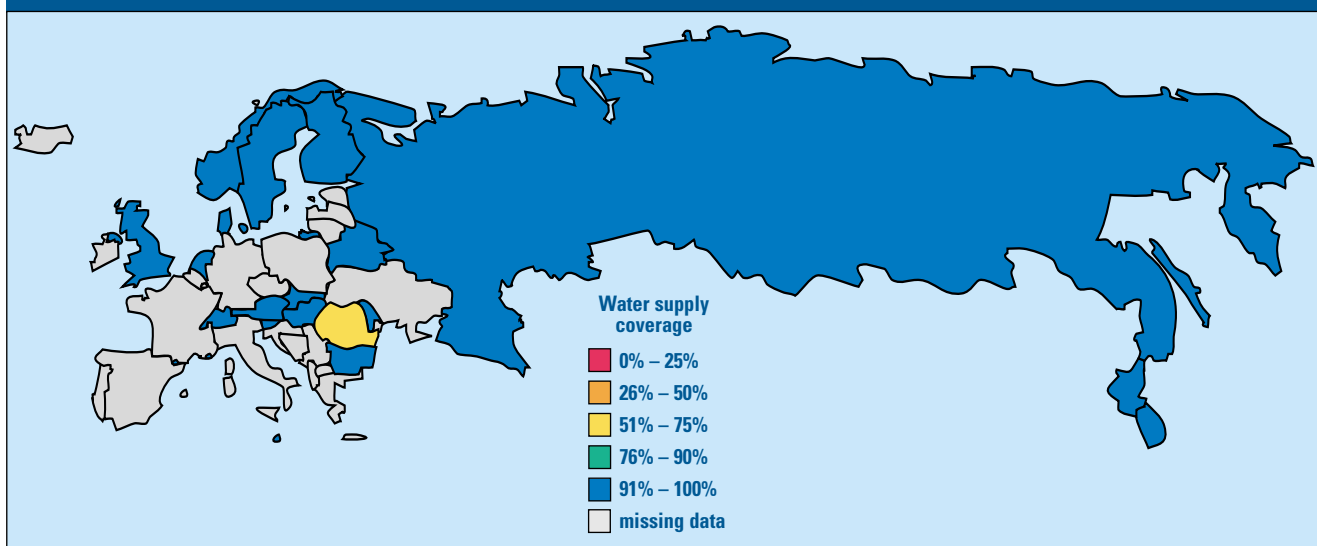 Water supply
coverage
0% – 25%
26% – 50%
51% – 75%
76% – 90%
91% – 100%
missing data